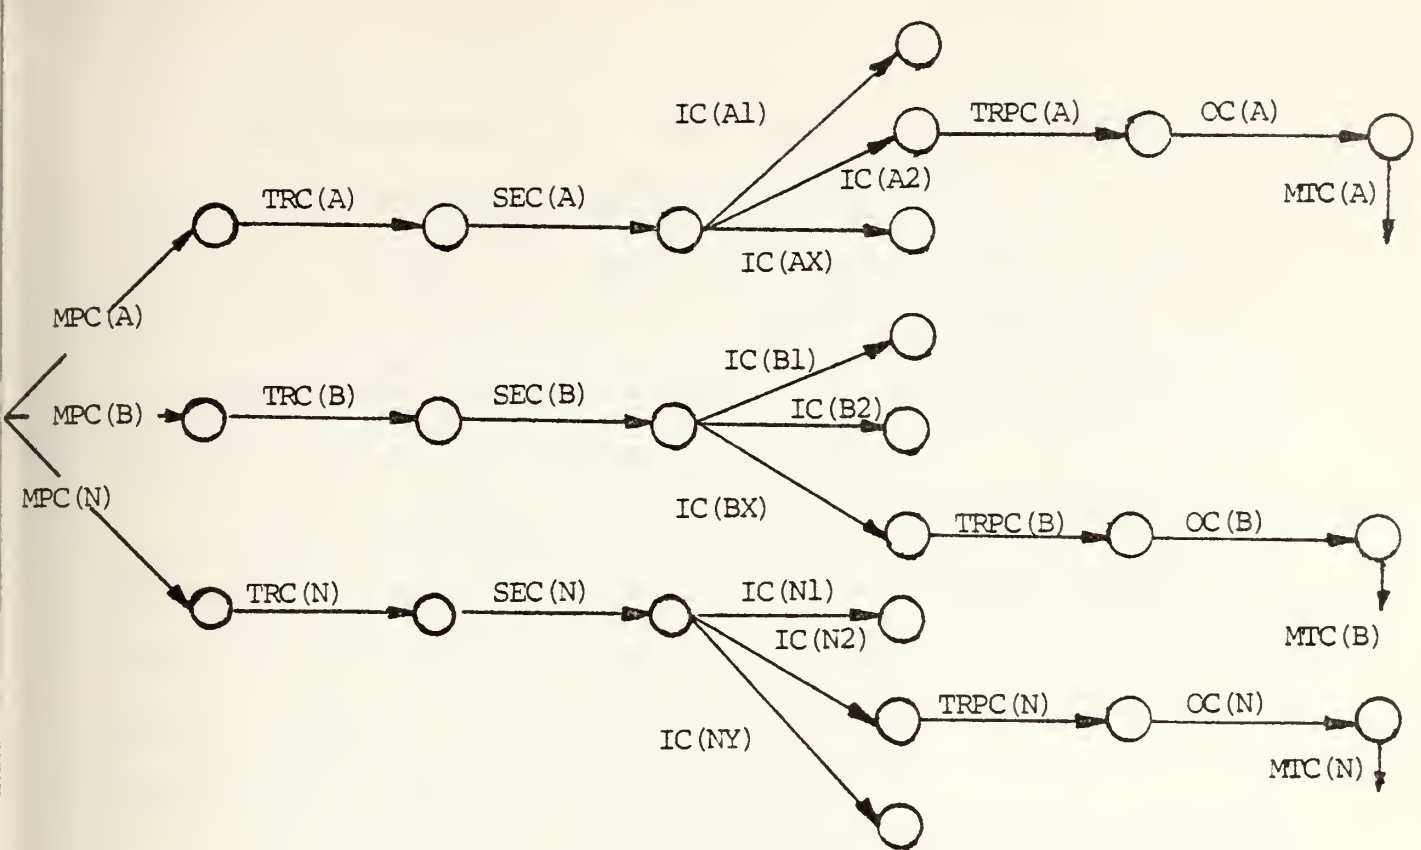 IC(A1)
TRPC(A)
OC(A)
IC(A2)
TRC(A)
SEC(A)
MTC(A)
IC(AX)
MPC(A)
IC(B1)
TRC(B)
SEC(B)
IC(B2)
MPC(B)
MPC(N)
IC(BX)
TRPC(B)
OC(B)
TRC(N)
SEC(N)
IC(N1)
IC(N2)
MTC(B)
TRPC(N)
OC(N)
IC(NY)
MTC(N)